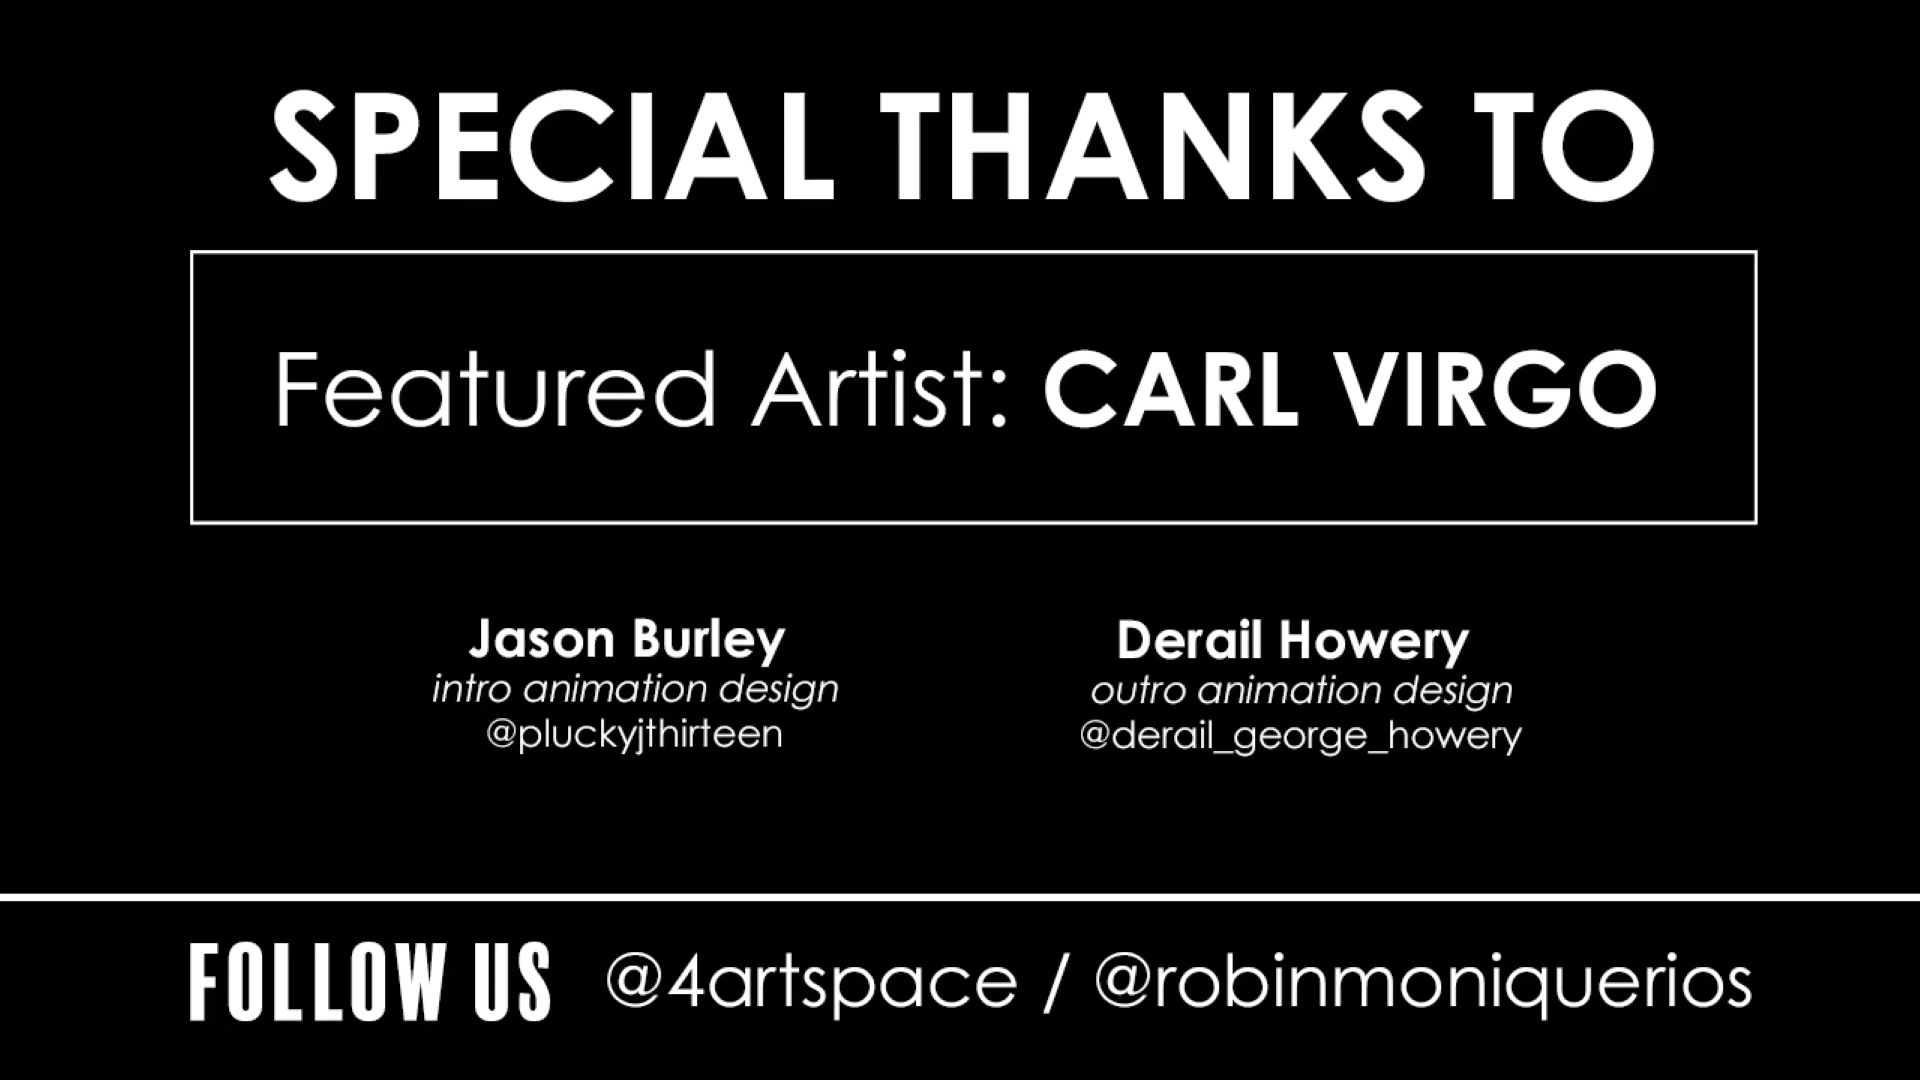 SPECIAL THANKS TO
Featured Artist: CARL VIRGO
Jason Burley
intro animation design
@pluckyjthirteen
Derail Howery
outro animation design
@derail_george_howery
FOLLOW US @4artspace / @robinmoniquerios